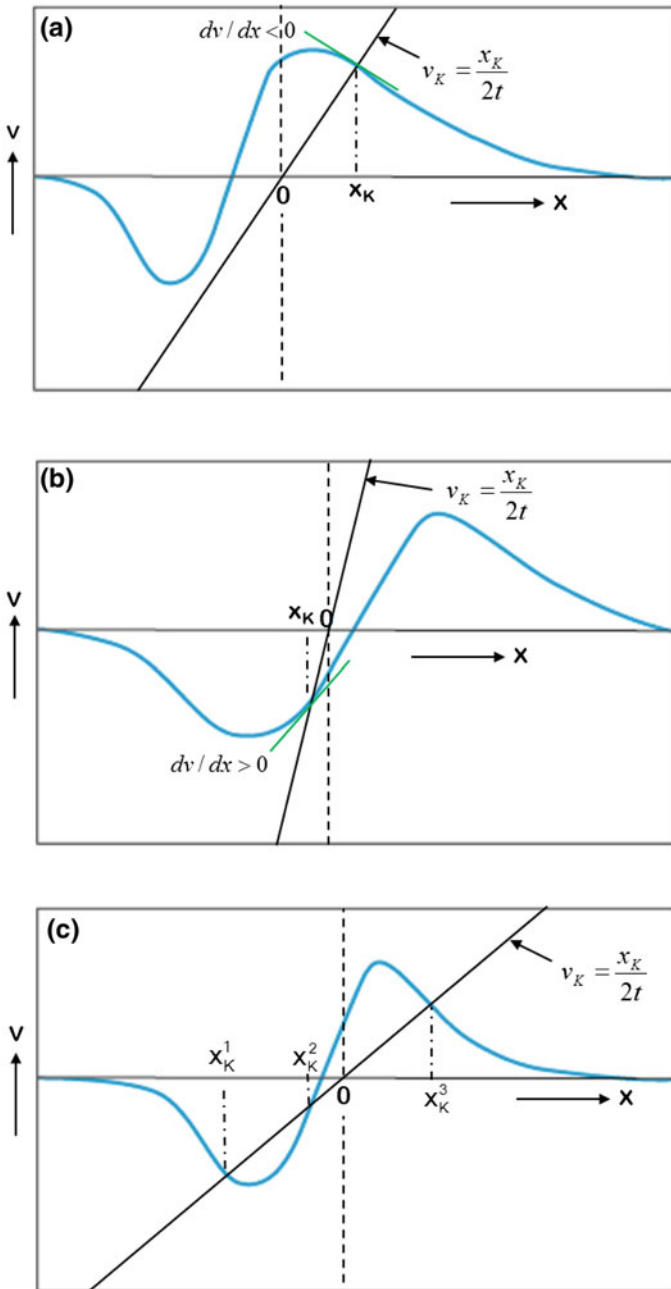 (a)
dv / dx < 0
v_K = x_K / 2t
v
0
x_K
x
(b)
v_K = x_K / 2t
v
x_K
0
x
dv / dx > 0
(c)
v_K = x_K / 2t
v
x_K^1
x_K^2
0
x_K^3
x